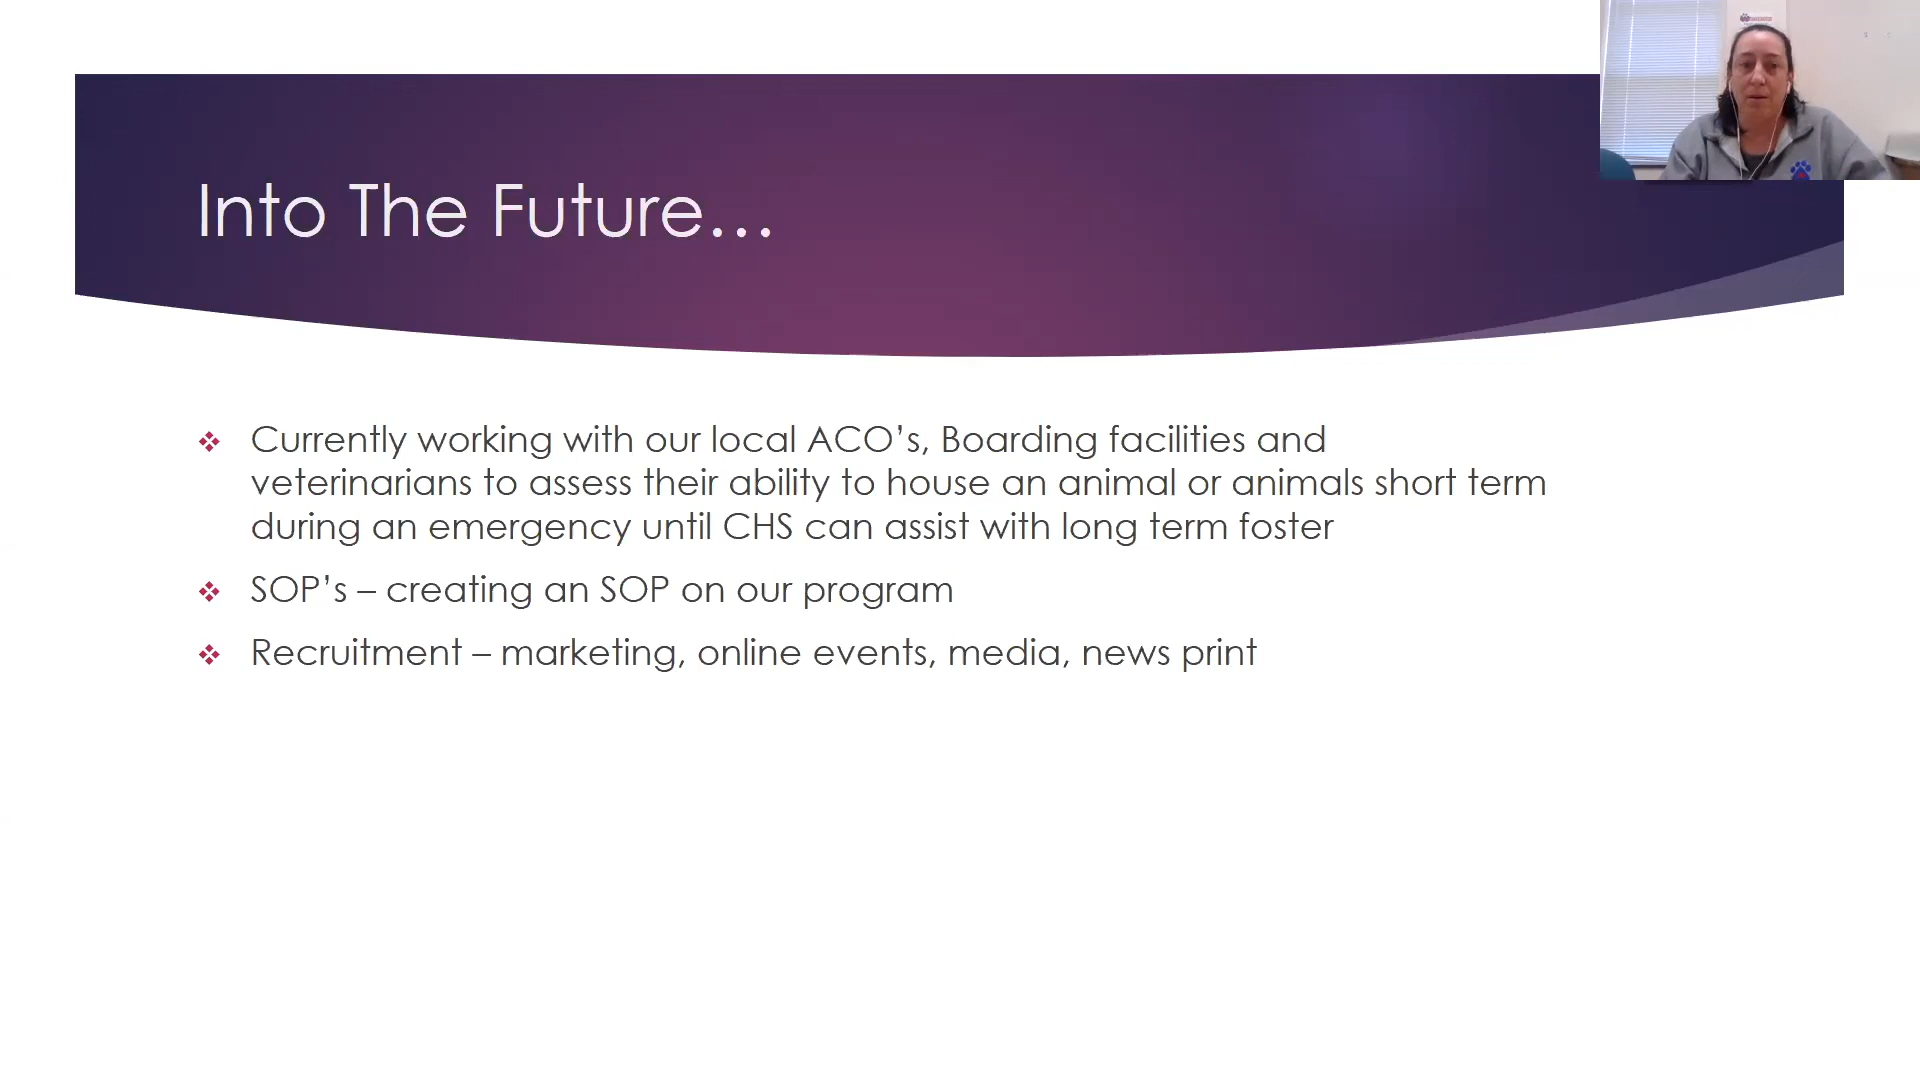 Into The Future...
❖ Currently working with our local ACO's, Boarding facilities and
veterinarians to assess their ability to house an animal or animals short term
during an emergency until CHS can assist with long term foster
❖ SOP's – creating an SOP on our program
❖ Recruitment – marketing, online events, media, news print